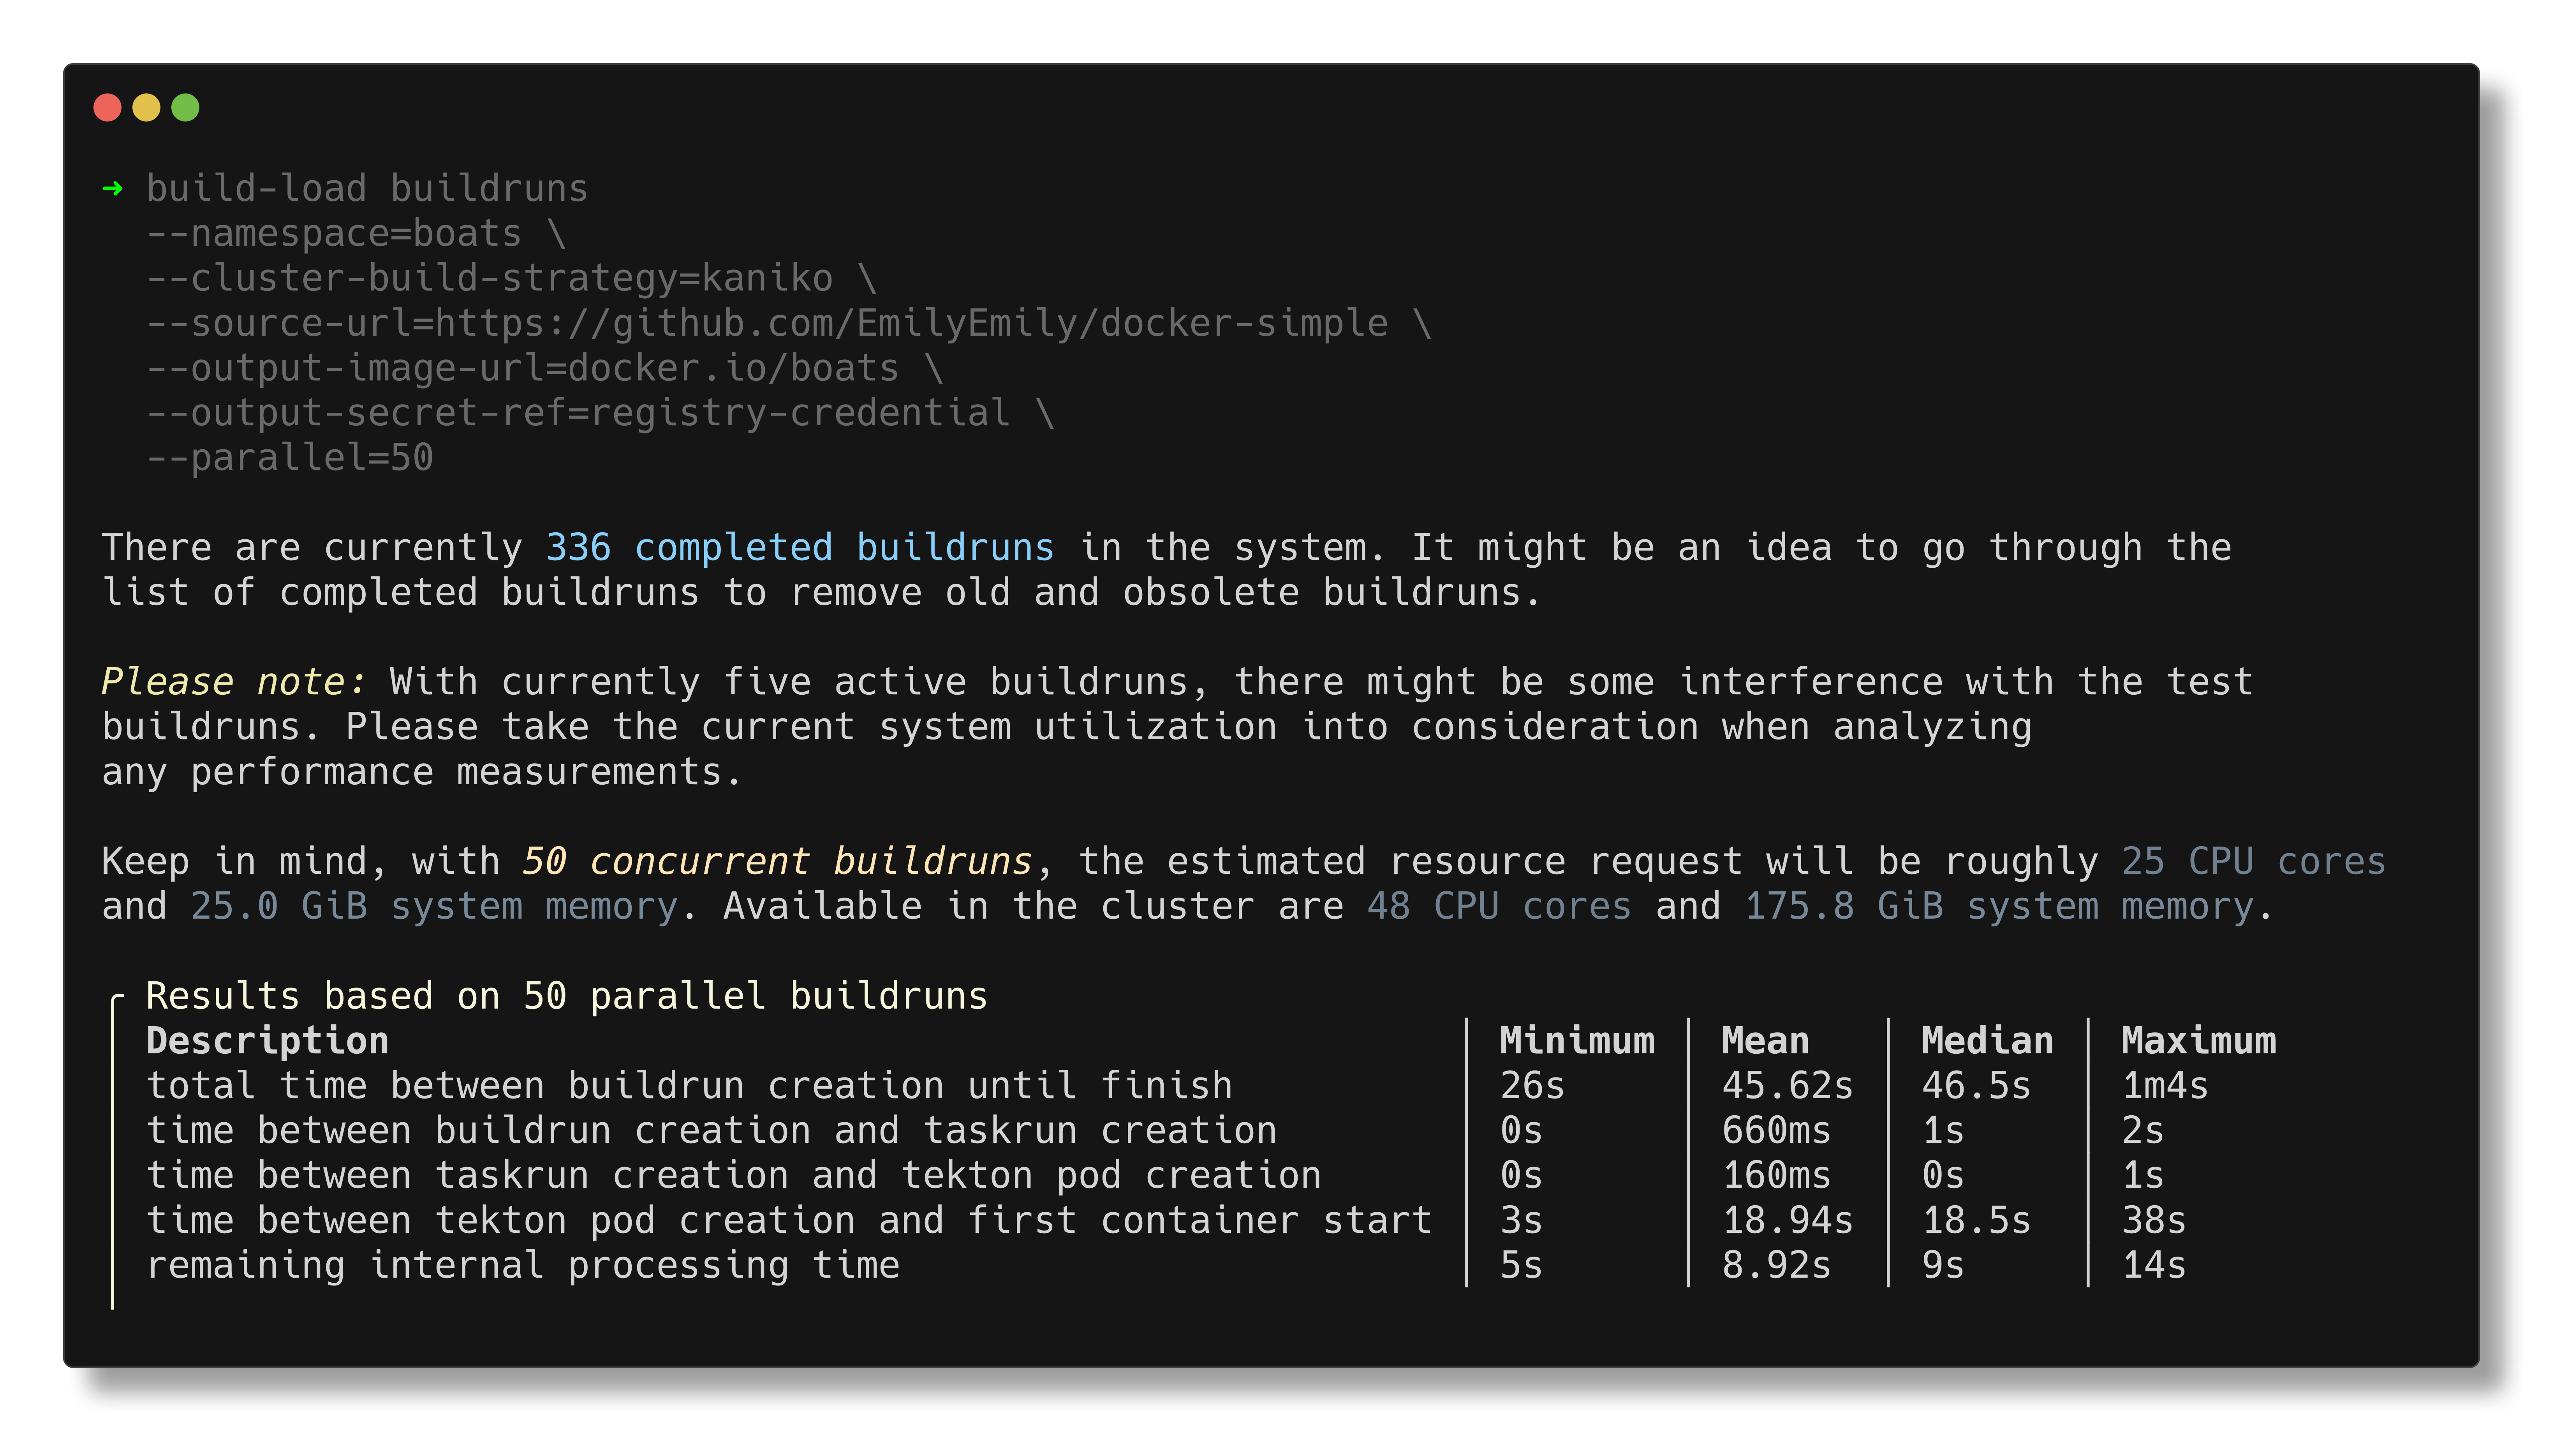 ➜ build-load buildruns
--namespace=boats \
--cluster-build-strategy=kaniko \
--source-url=https://github.com/EmilyEmily/docker-simple \
--output-image-url=docker.io/boats \
--output-secret-ref=registry-credential \
--parallel=50
There are currently 336 completed buildruns in the system. It might be an idea to go through the
list of completed buildruns to remove old and obsolete buildruns.
Please note: With currently five active buildruns, there might be some interference with the test
buildruns. Please take the current system utilization into consideration when analyzing
any performance measurements.
Keep in mind, with 50 concurrent buildruns, the estimated resource request will be roughly 25 CPU cores
and 25.0 GiB system memory. Available in the cluster are 48 CPU cores and 175.8 GiB system memory.
Results based on 50 parallel buildruns
Description │ Minimum │ Mean │ Median │ Maximum
total time between buildrun creation until finish │ 26s │ 45.62s │ 46.5s │ 1m4s
time between buildrun creation and taskrun creation │ 0s │ 660ms │ 1s │ 2s
time between taskrun creation and tekton pod creation │ 0s │ 160ms │ 0s │ 1s
time between tekton pod creation and first container start │ 3s │ 18.94s │ 18.5s │ 38s
remaining internal processing time │ 5s │ 8.92s │ 9s │ 14s